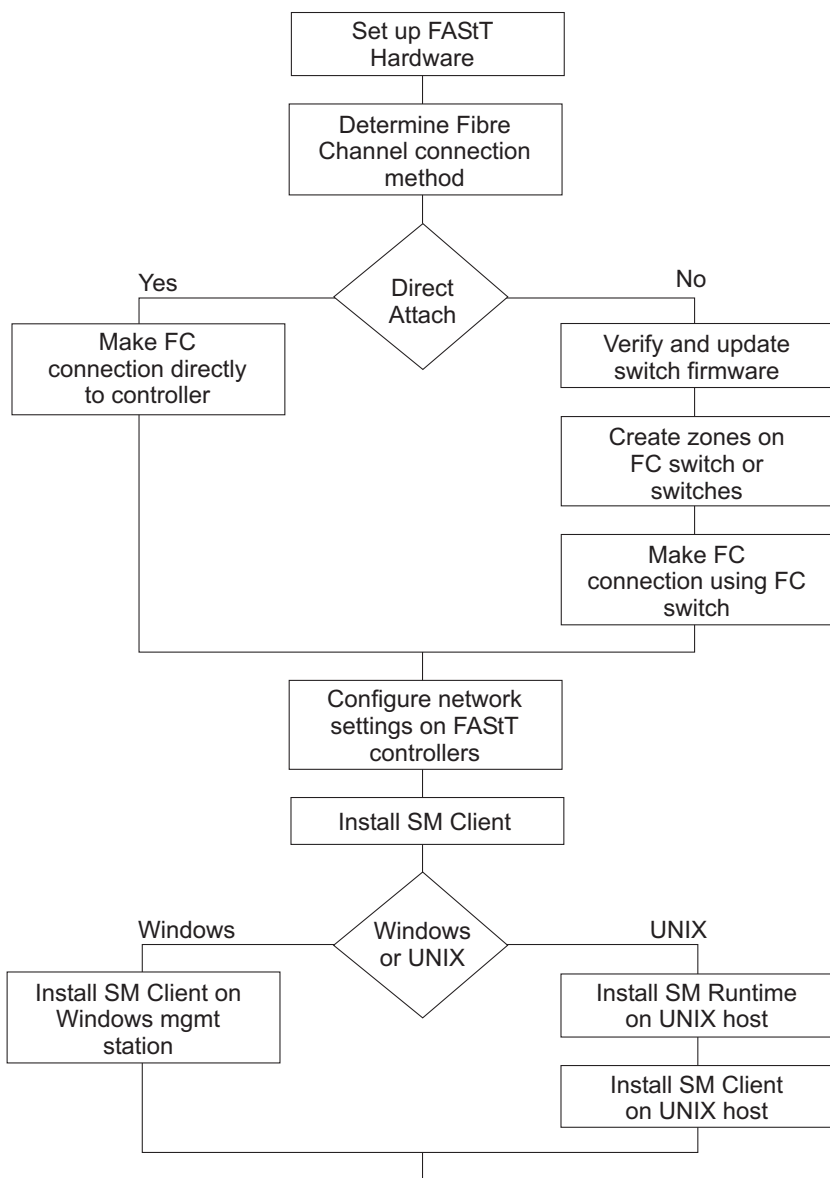 Set up FAStT
Hardware
Determine Fibre
Channel connection
method
Yes
No
Direct
Attach
Make FC
connection directly
to controller
Verify and update
switch firmware
Create zones on
FC switch or
switches
Make FC
connection using FC
switch
Configure network
settings on FAStT
controllers
Install SM Client
Windows
UNIX
Windows
or UNIX
Install SM Client on
Windows mgmt
station
Install SM Runtime
on UNIX host
Install SM Client
on UNIX host